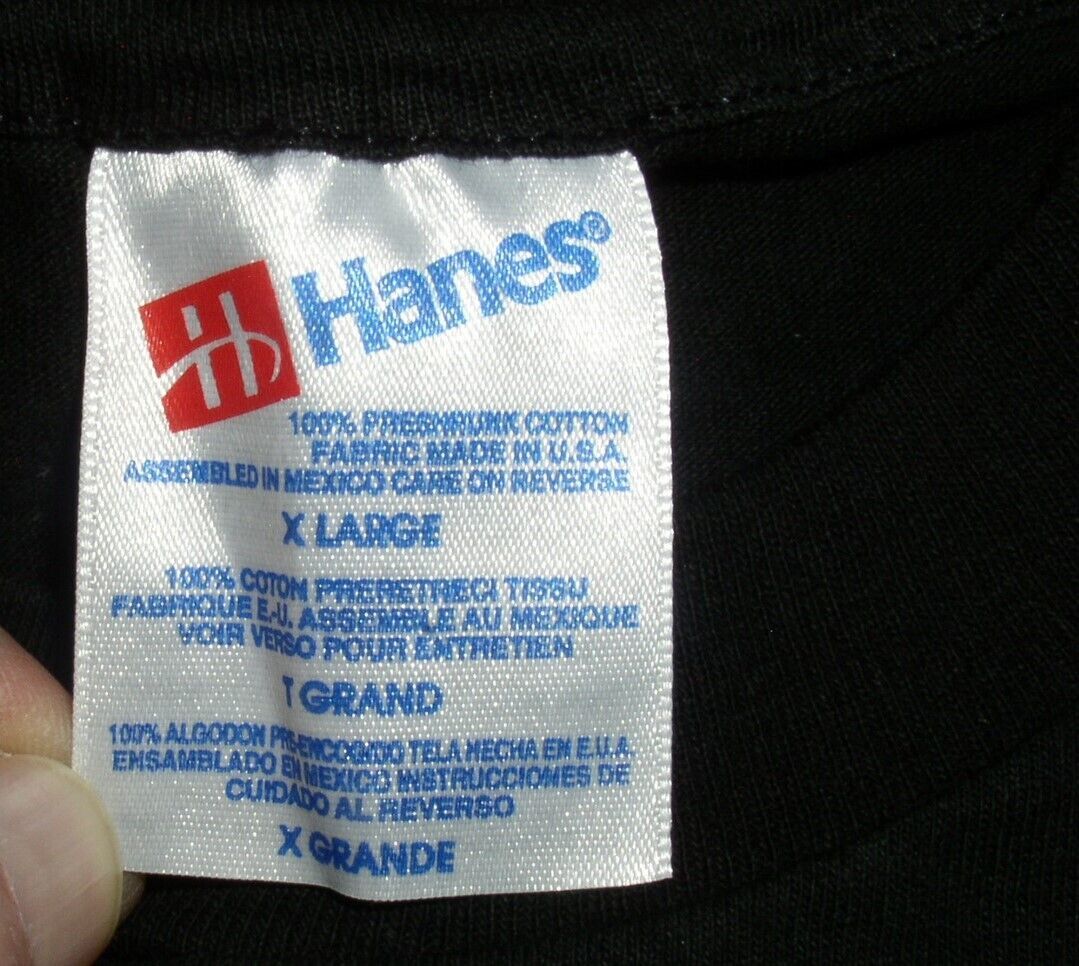 H Hanes®
100% PRESHRUNK COTTON
FABRIC MADE IN U.S.A.
ASSEMBLED IN MEXICO CARE ON REVERSE
X LARGE
100% COTON PRERETRECI TISSU
FABRIQUE E.-U. ASSEMBLE AU MEXIQUE
VOIR VERSO POUR ENTRETIEN
T GRAND
100% ALGODON PRE-ENCOGIDO TELA HECHA EN E.U.A.
ENSAMBLADO EN MEXICO INSTRUCCIONES DE
CUIDADO AL REVERSO
X GRANDE